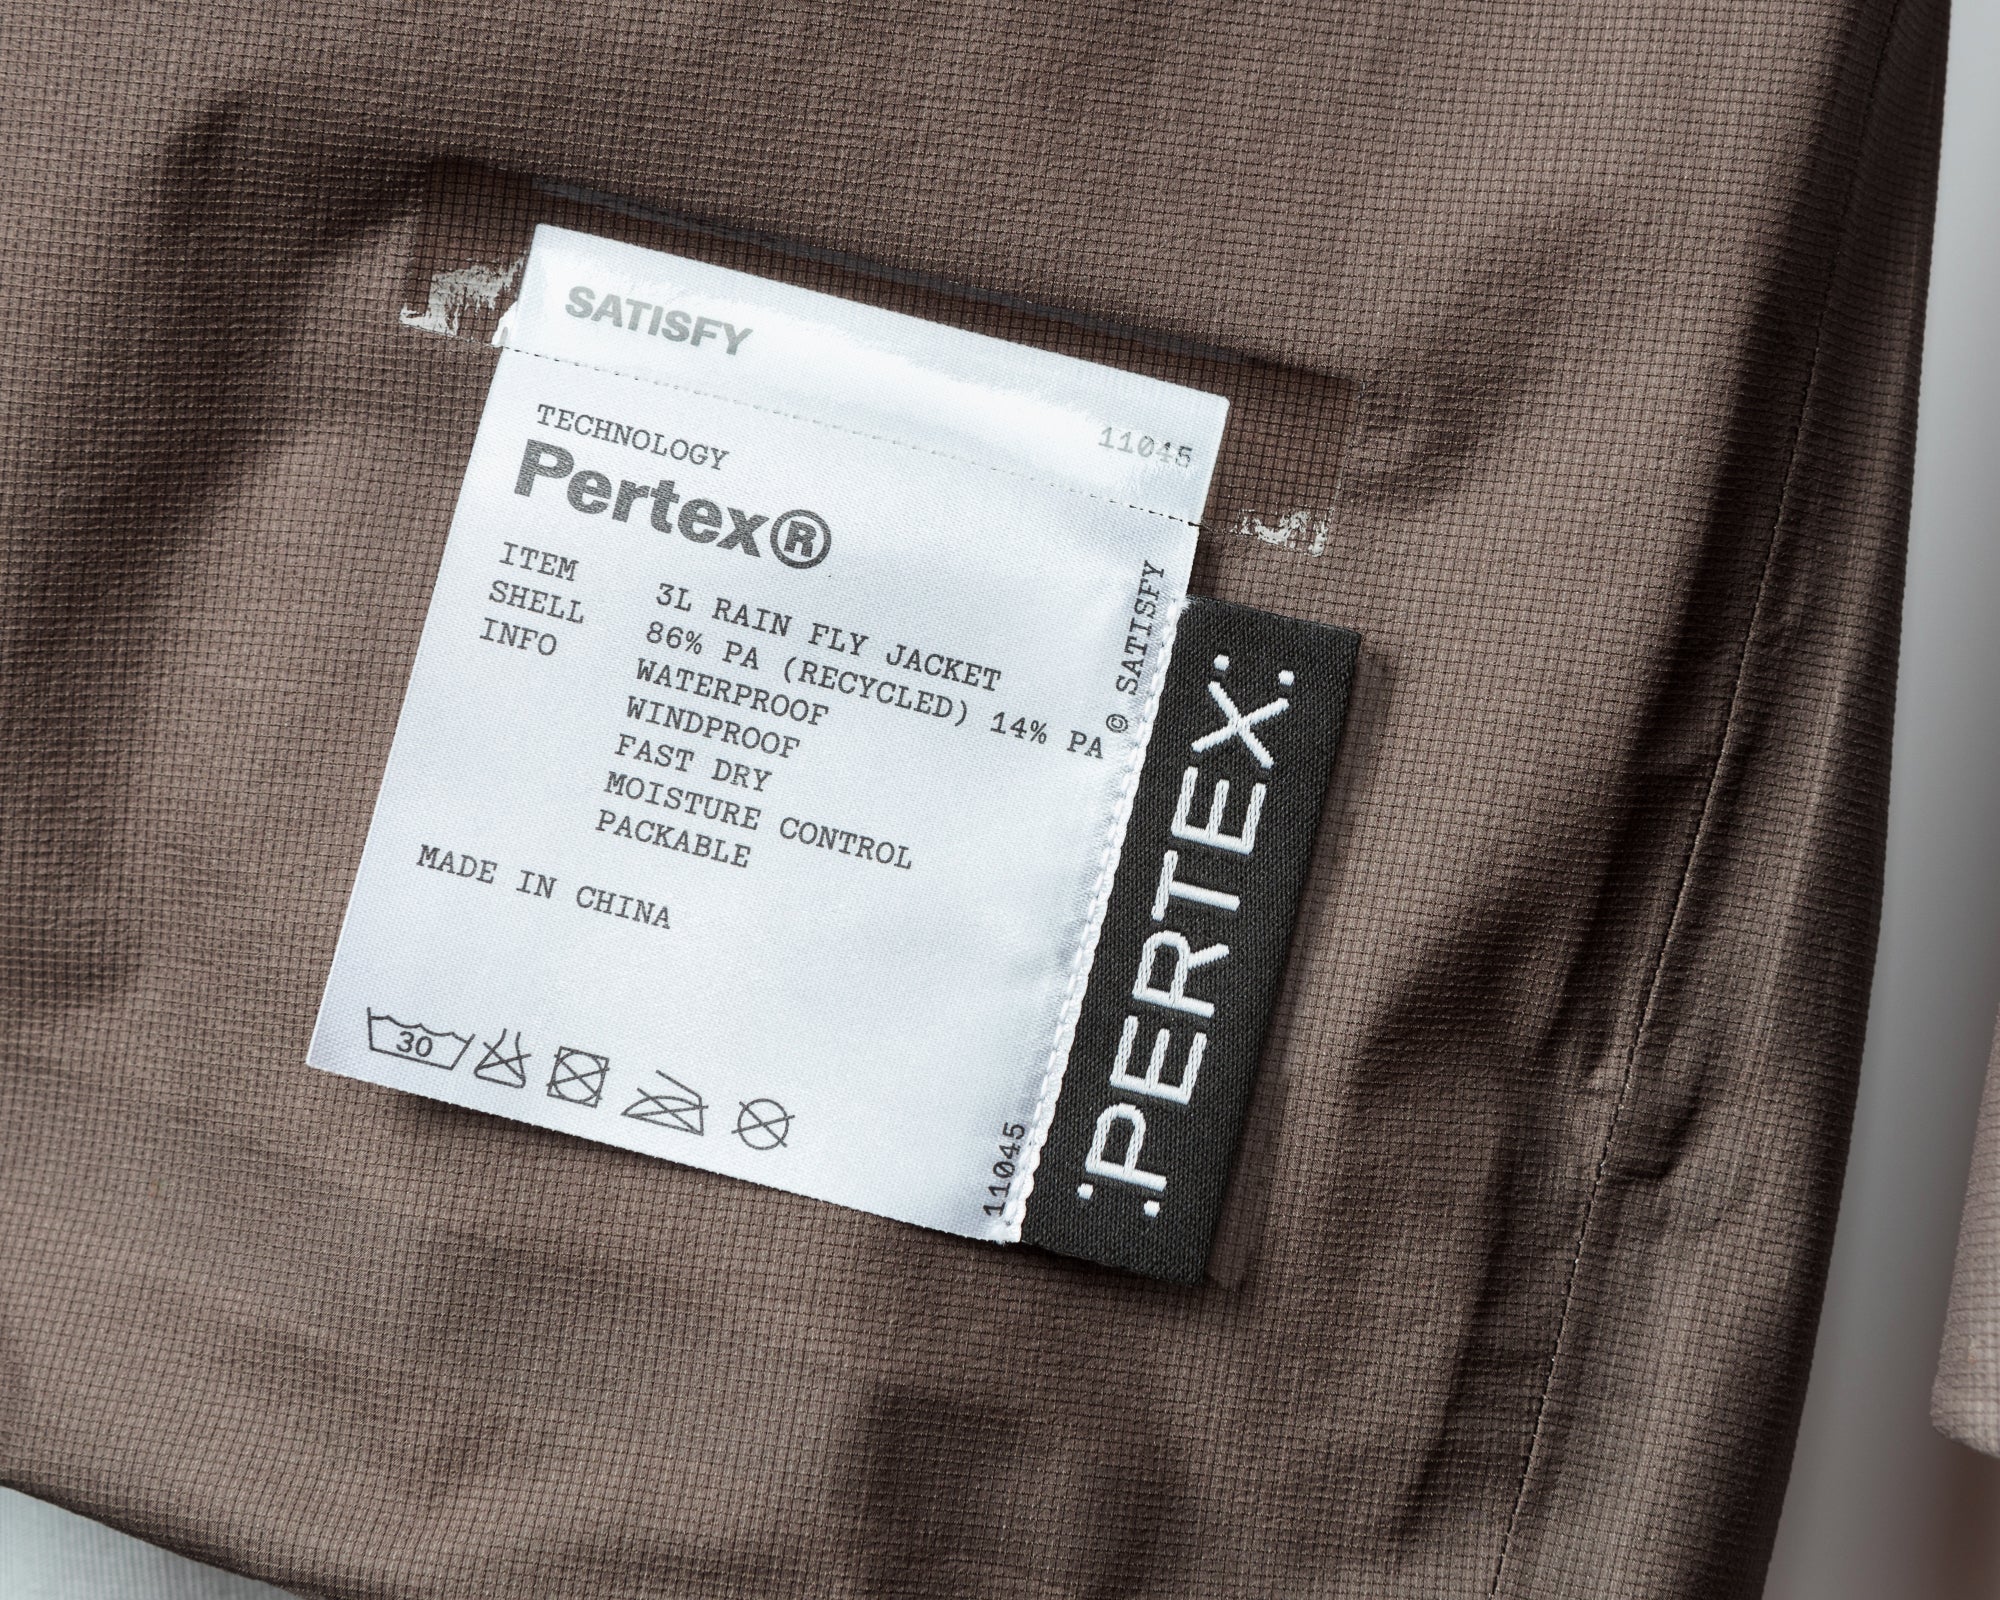 SATISFY
11045
TECHNOLOGY
Pertex®
ITEM 3L RAIN FLY JACKET
SHELL 86% PA (RECYCLED) 14% PA
INFO WATERPROOF
WINDPROOF
FAST DRY
MOISTURE CONTROL
PACKABLE
MADE IN CHINA
30
© SATISFY
11045
PERTEX